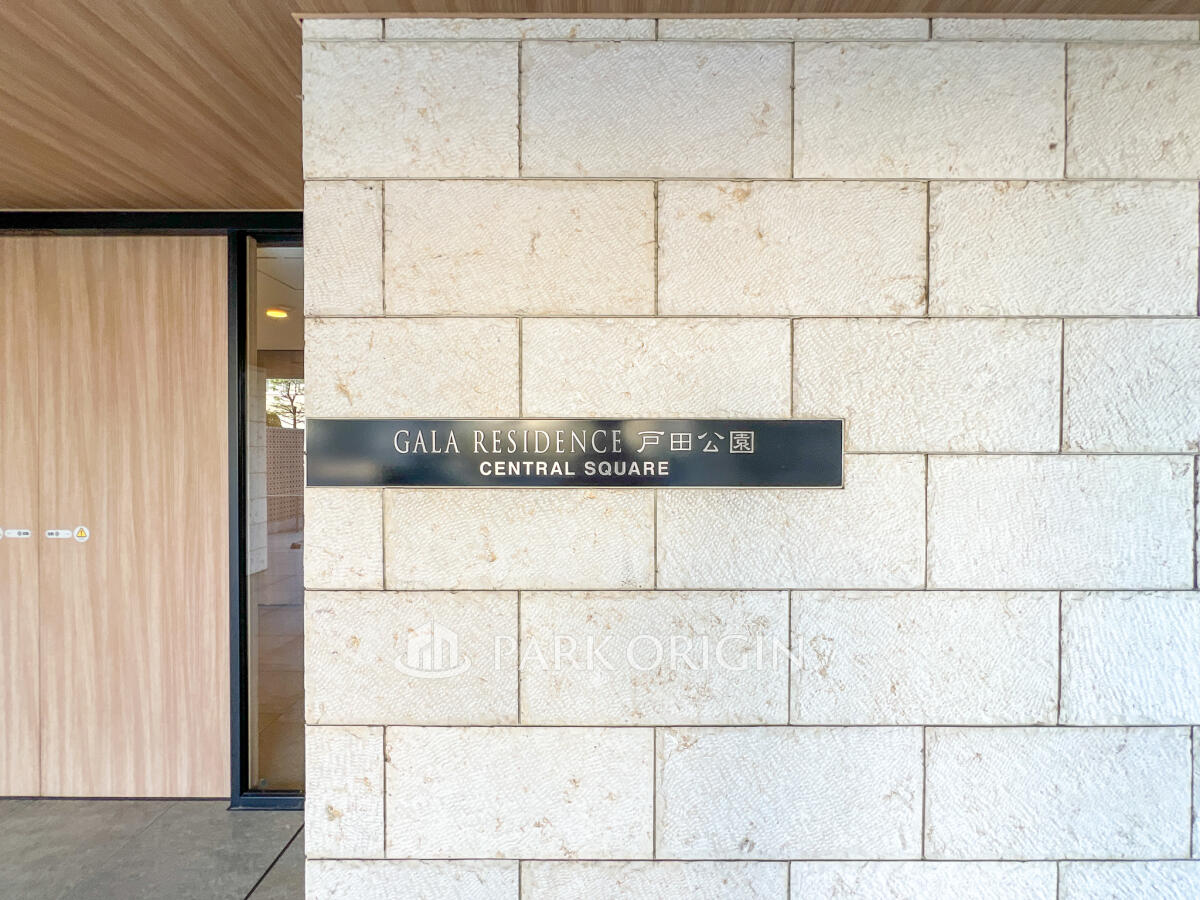 GALA RESIDENCE 戸田公園
CENTRAL SQUARE
PARK ORIGIN